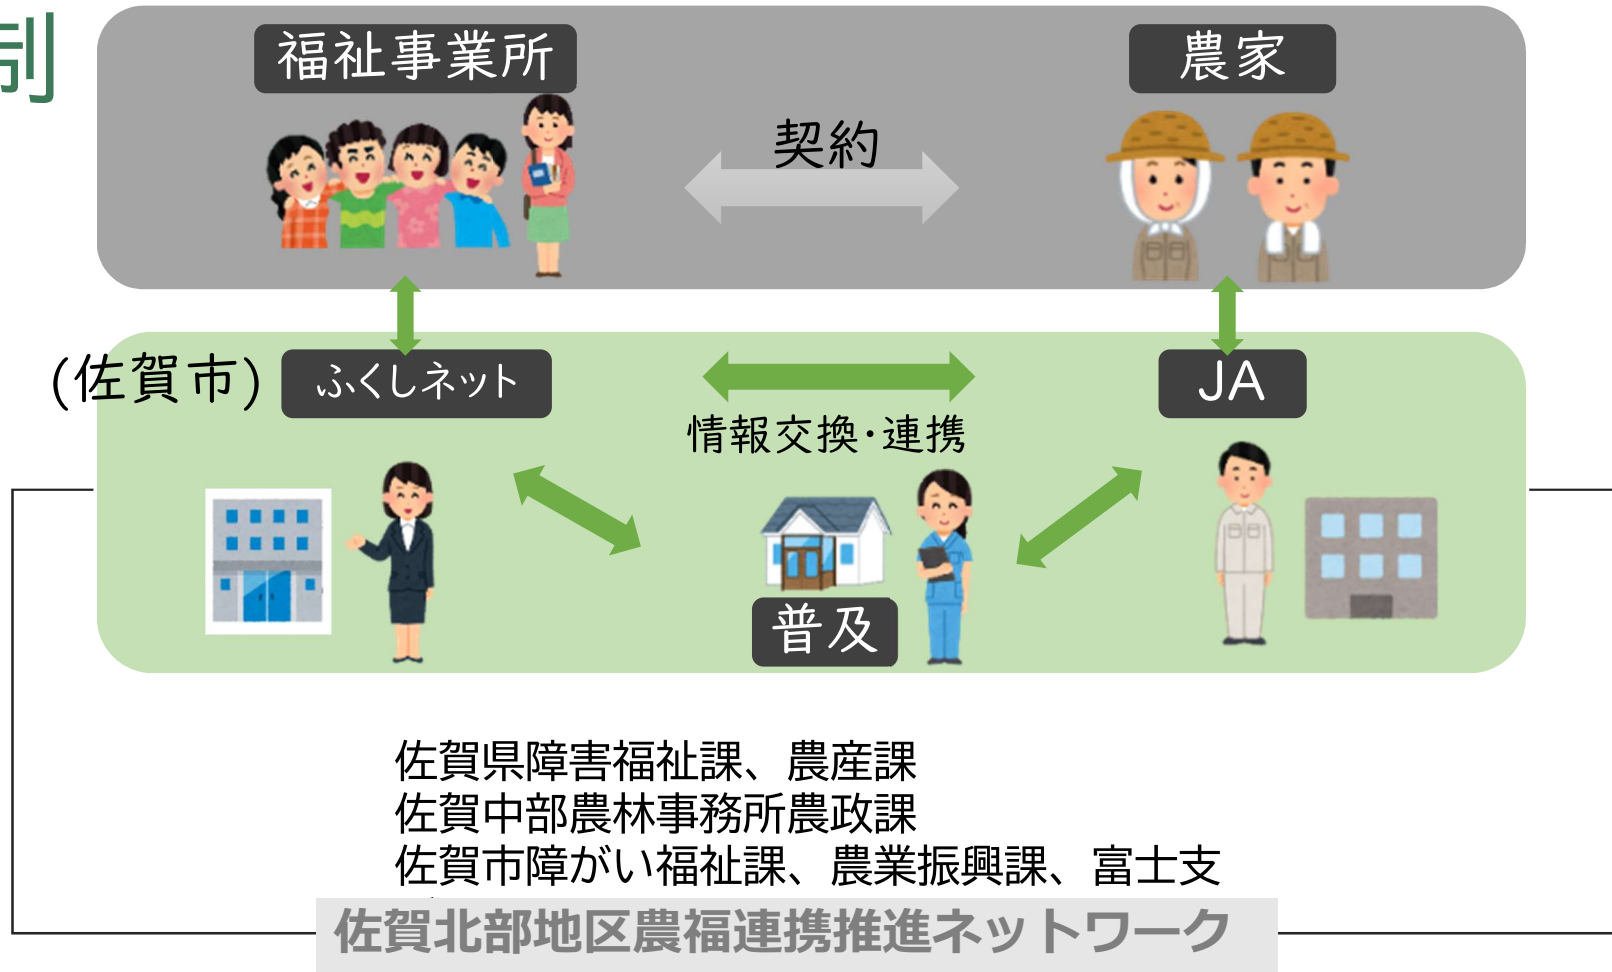 制
福祉事業所
農家
契約
(佐賀市)
ふくしネット
JA
情報交換・連携
普及
佐賀県障害福祉課、農産課
佐賀中部農林事務所農政課
佐賀市障がい福祉課、農業振興課、富士支
佐賀北部地区農福連携推進ネットワーク